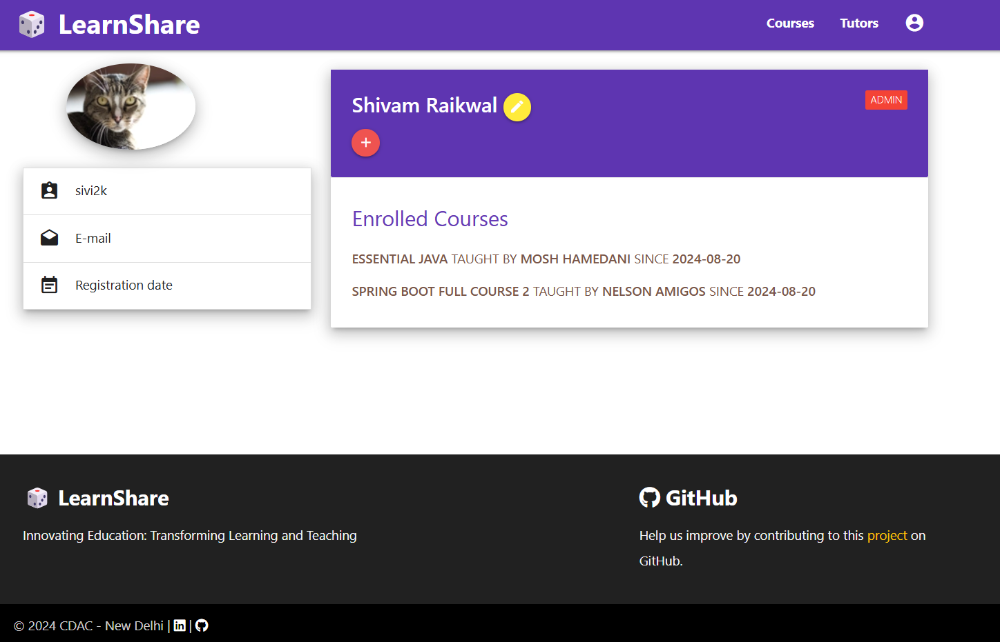 LearnShare
Courses
Tutors
Shivam Raikwal
ADMIN
sivi2k
E-mail
Registration date
Enrolled Courses
ESSENTIAL JAVA TAUGHT BY MOSH HAMEDANI SINCE 2024-08-20
SPRING BOOT FULL COURSE 2 TAUGHT BY NELSON AMIGOS SINCE 2024-08-20
LearnShare
Innovating Education: Transforming Learning and Teaching
GitHub
Help us improve by contributing to this project on
GitHub.
© 2024 CDAC - New Delhi | in |